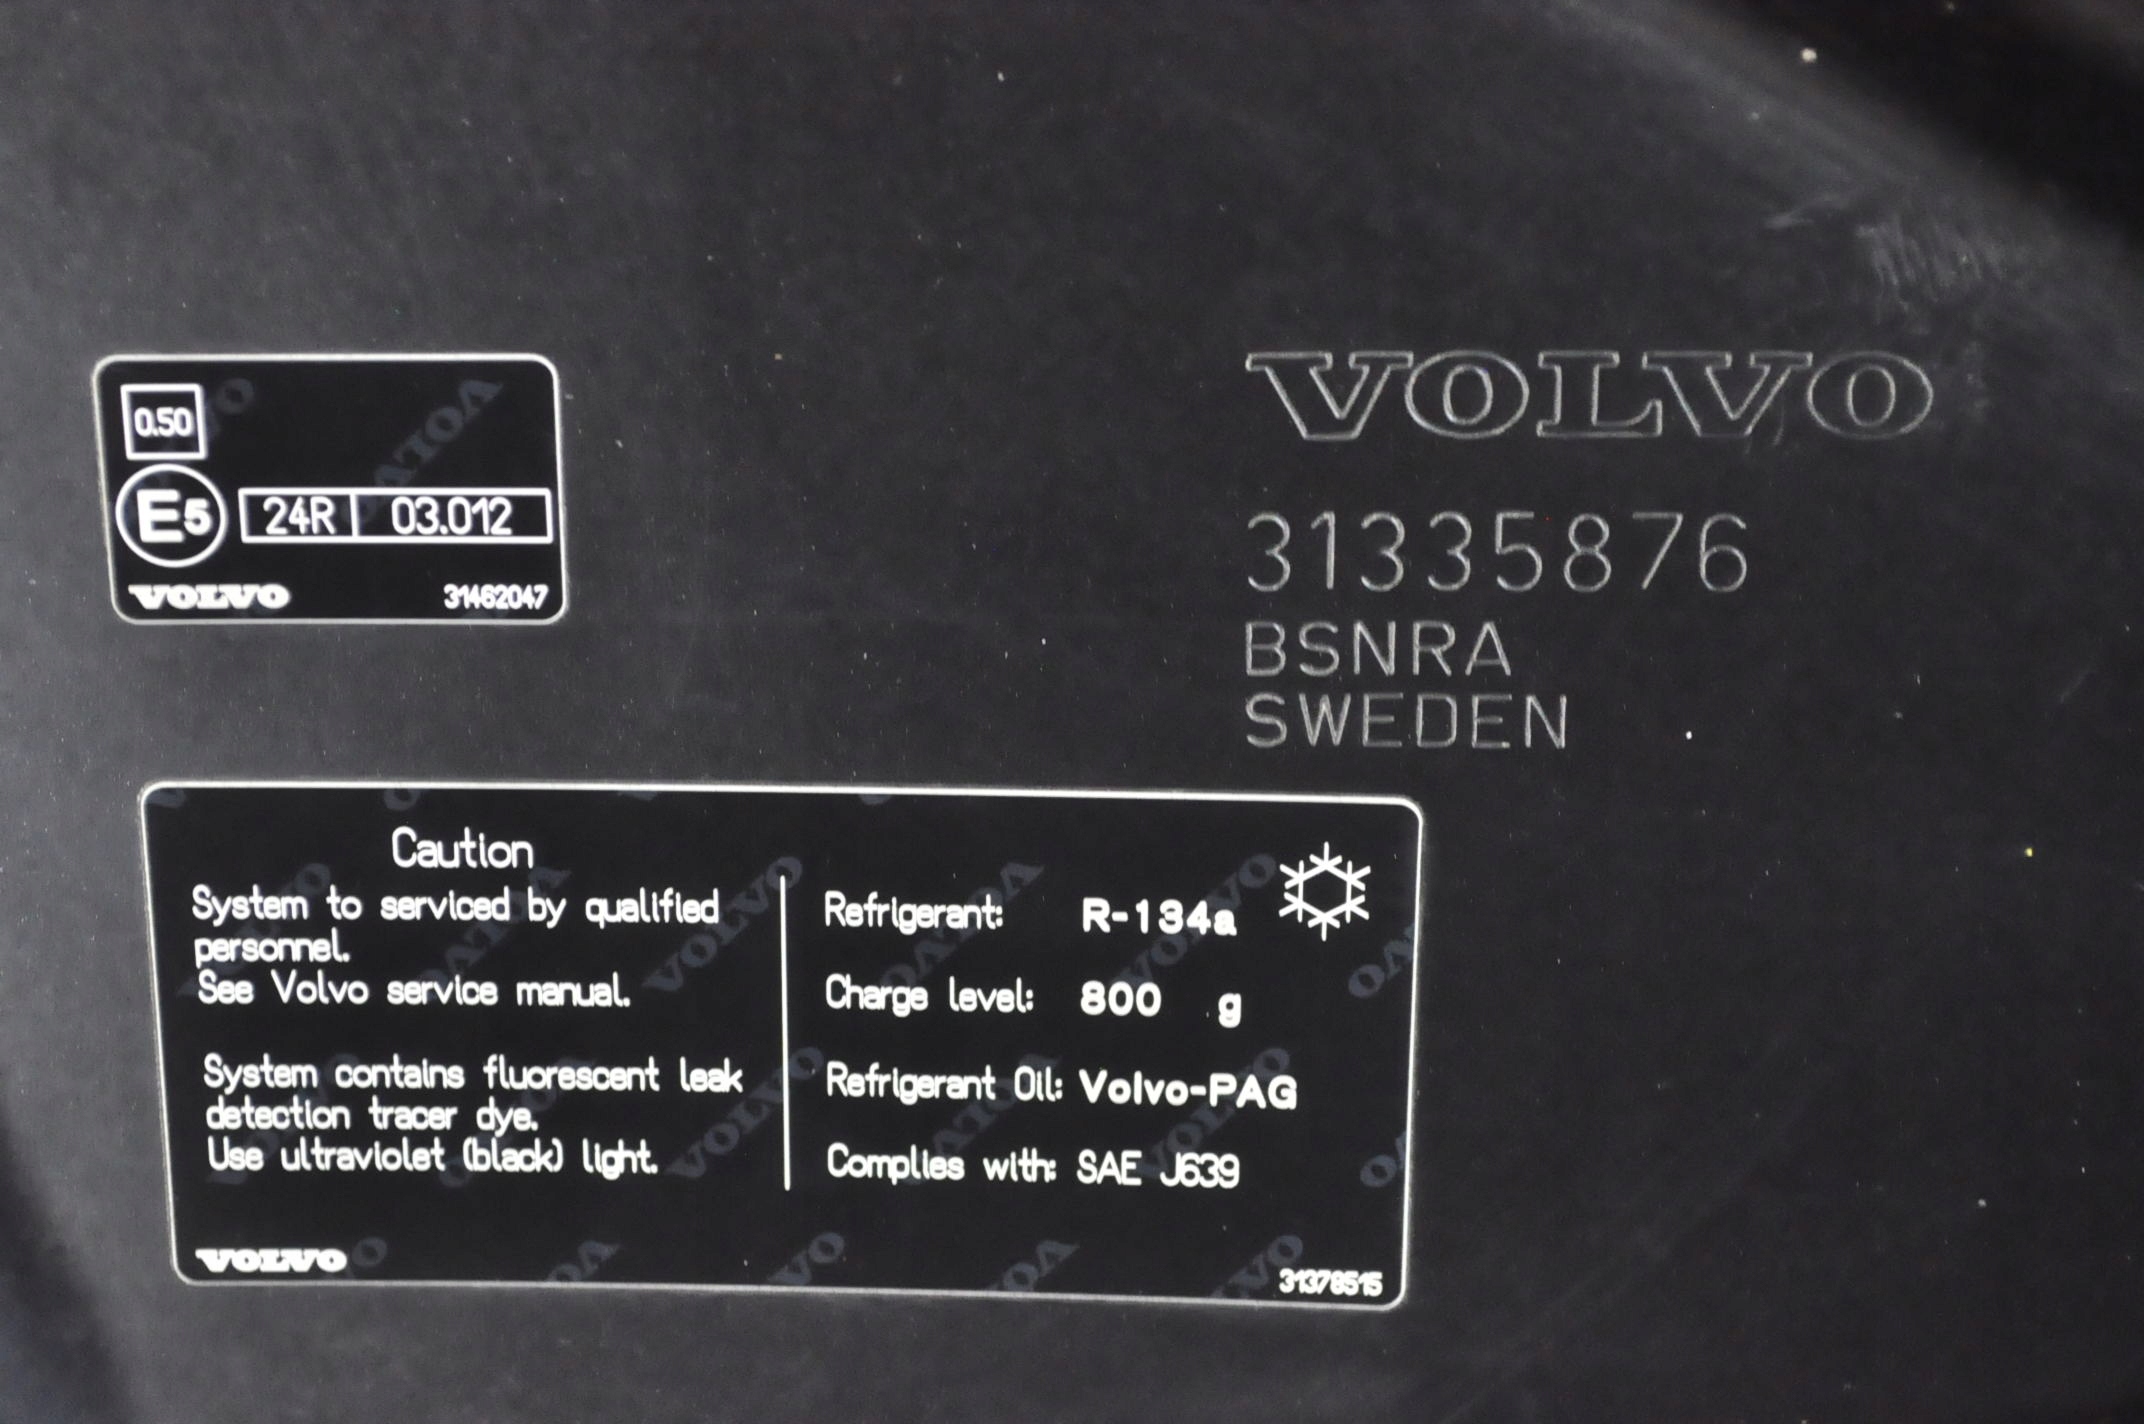 0.50
E5 24R 03.012
VOLVO 31462047
VOLVO
31335876
BSNRA
SWEDEN
Caution
System to serviced by qualified
personnel.
See Volvo service manual.
System contains fluorescent leak
detection tracer dye.
Use ultraviolet (black) light.
Refrigerant: R-134a
Charge level: 800 g
Refrigerant Oil: Volvo-PAG
Complies with: SAE J639
VOLVO
31378515